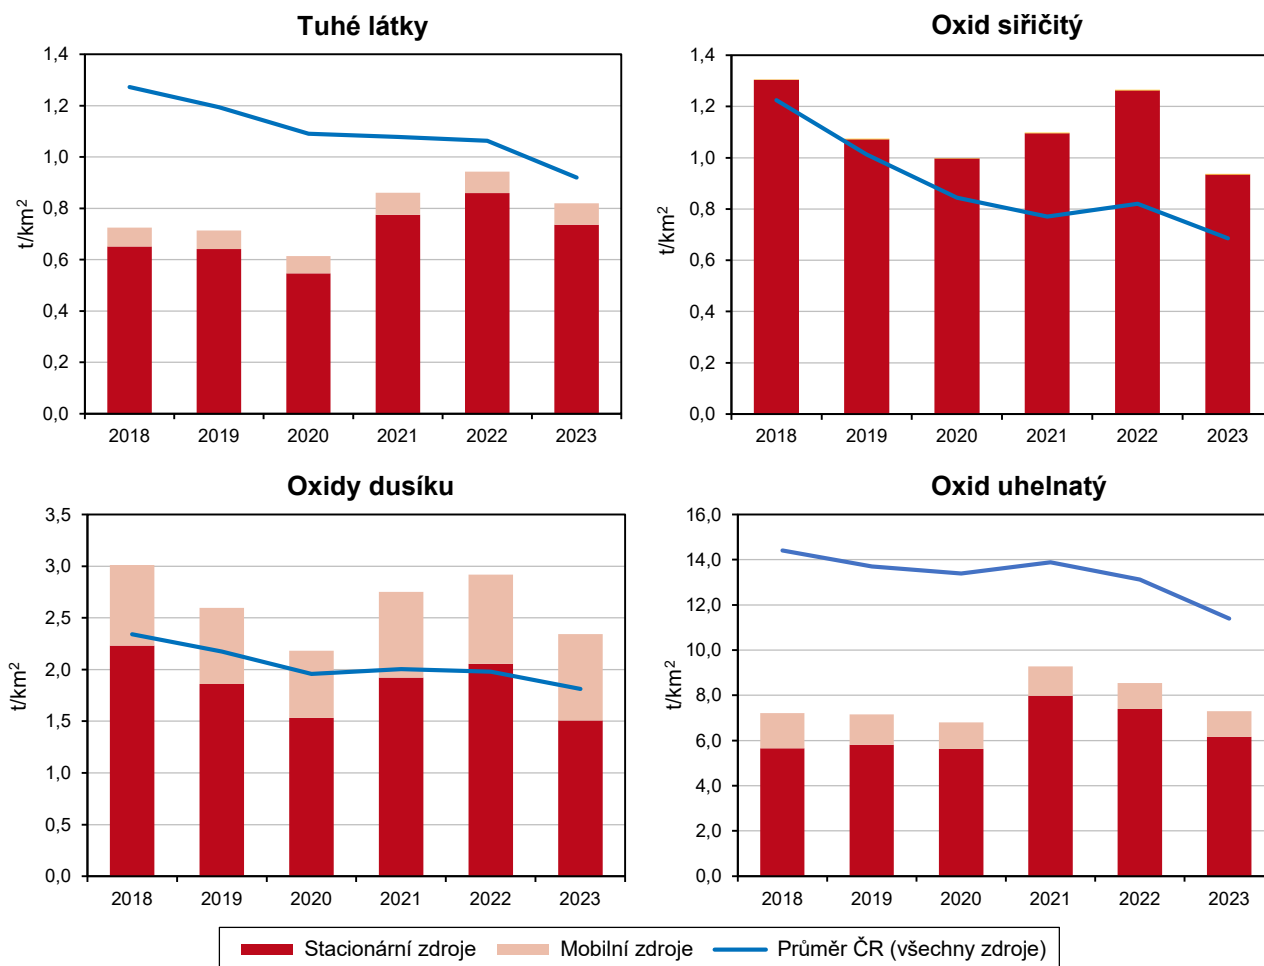 Tuhé látky
1,4
1,2
1,0
0,8
0,6
0,4
0,2
0,0
t/km²
2018 2019 2020 2021 2022 2023
Oxid siřičitý
1,4
1,2
1,0
0,8
0,6
0,4
0,2
0,0
t/km²
2018 2019 2020 2021 2022 2023
Oxidy dusíku
3,5
3,0
2,5
2,0
1,5
1,0
0,5
0,0
t/km²
2018 2019 2020 2021 2022 2023
Oxid uhelnatý
16,0
14,0
12,0
10,0
8,0
6,0
4,0
2,0
0,0
t/km²
2018 2019 2020 2021 2022 2023
Stacionární zdroje Mobilní zdroje Průměr ČR (všechny zdroje)